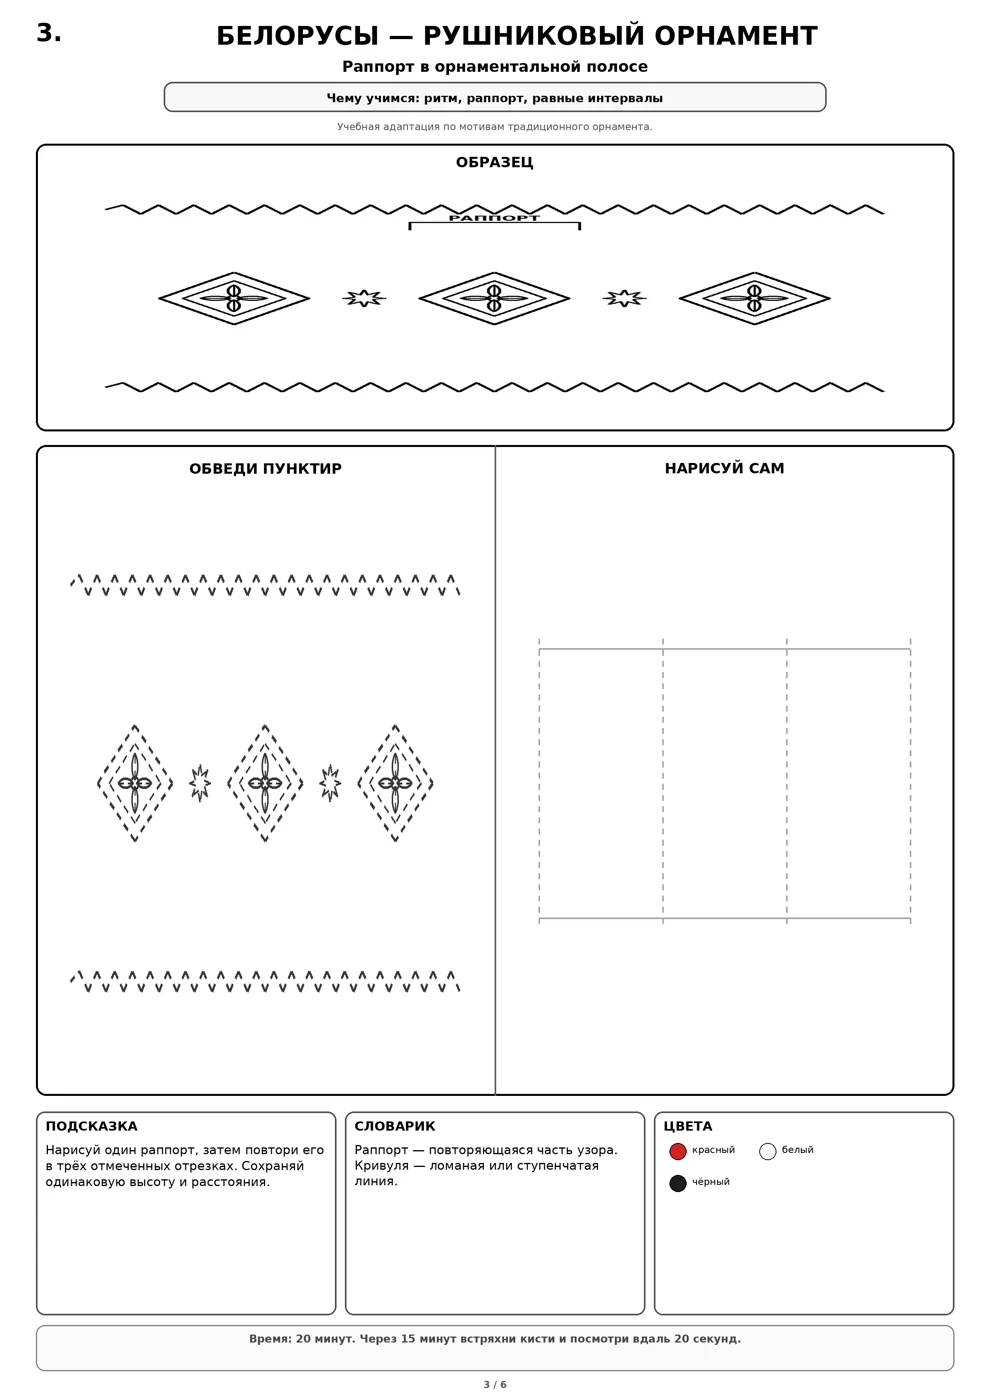 3.
БЕЛОРУСЫ — РУШНИКОВЫЙ ОРНАМЕНТ
Раппорт в орнаментальной полосе
Чему учимся: ритм, раппорт, равные интервалы
Учебная адаптация по мотивам традиционного орнамента.
ОБРАЗЕЦ
РАППОРТ
ОБВЕДИ ПУНКТИР
НАРИСУЙ САМ
ПОДСКАЗКА
Нарисуй один раппорт, затем повтори его
в трёх отмеченных отрезках. Сохраняй
одинаковую высоту и расстояния.
СЛОВАРИК
Раппорт — повторяющаяся часть узора.
Кривуля — ломаная или ступенчатая
линия.
ЦВЕТА
красный
белый
чёрный
Время: 20 минут. Через 15 минут встряхни кисти и посмотри вдаль 20 секунд.
3 / 6